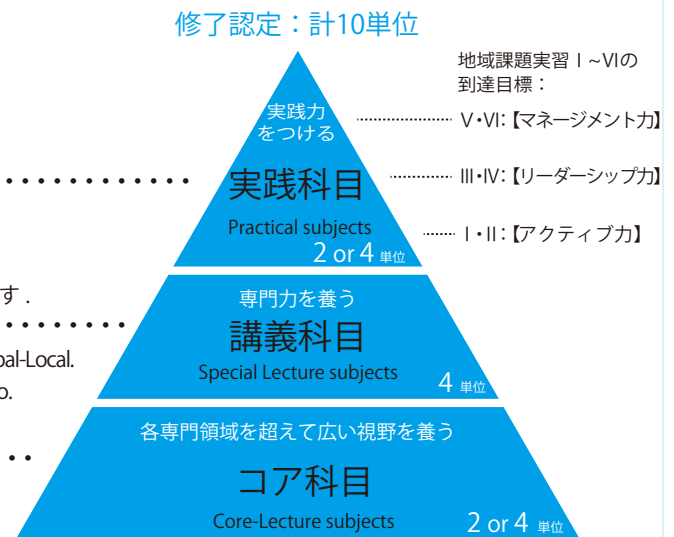 修了認定：計10単位
地域課題実習Ⅰ~Ⅵの
到達目標：
実践力
をつける
Ⅴ・Ⅵ：【マネージメント力】
実践科目
Ⅲ・Ⅳ：【リーダーシップ力】
Practical subjects
Ⅰ・Ⅱ：【アクティブ力】
2 or 4 単位
す．
専門力を養う
講義科目
bal-Local.
Special Lecture subjects
4 単位
o.
各専門領域を超えて広い視野を養う
コア科目
Core-Lecture subjects
2 or 4 単位